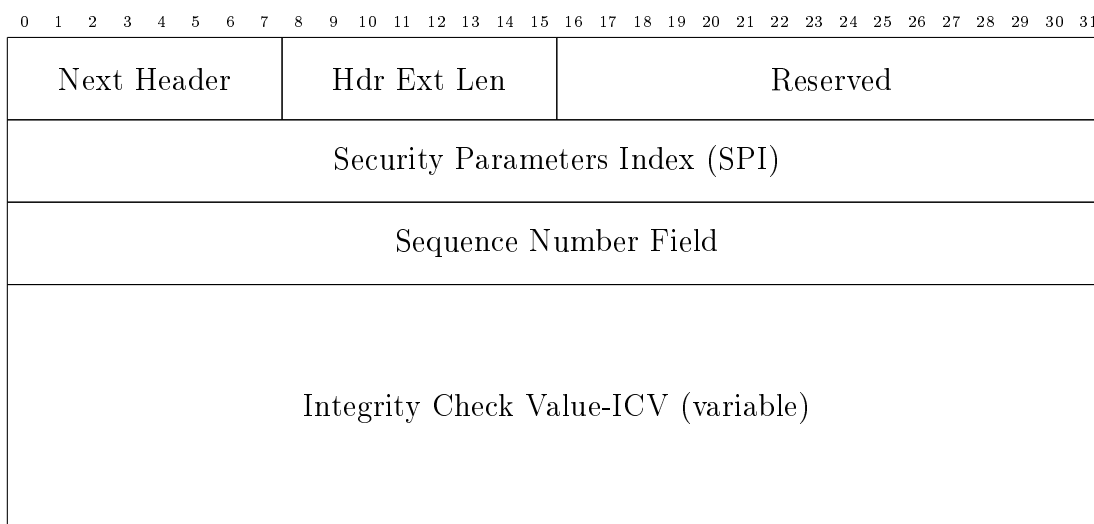 0 1 2 3 4 5 6 7 8 9 10 11 12 13 14 15 16 17 18 19 20 21 22 23 24 25 26 27 28 29 30 31
Next Header Hdr Ext Len Reserved
Security Parameters Index (SPI)
Sequence Number Field
Integrity Check Value-ICV (variable)